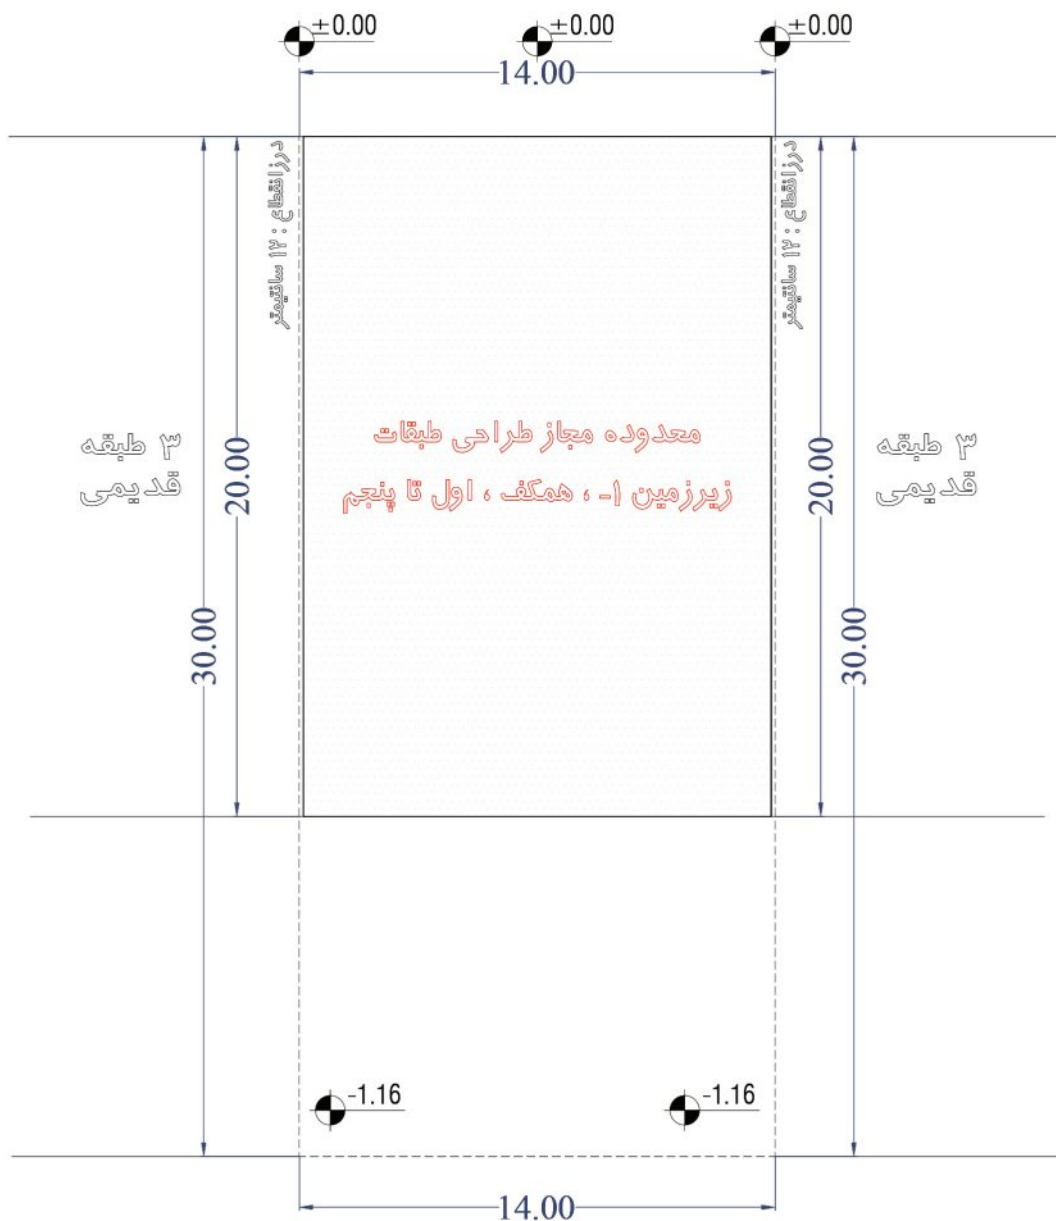 ±0.00
±0.00
±0.00
14.00
درز انقطاع : ۱۲ سانتیمتر
درز انقطاع : ۱۲ سانتیمتر
محدوده مجاز طراحی طبقات
زیرزمین ۱- ، همکف ، اول تا پنجم
۳ طبقه
قدیمی
20.00
20.00
۳ طبقه
قدیمی
30.00
30.00
-1.16
-1.16
14.00